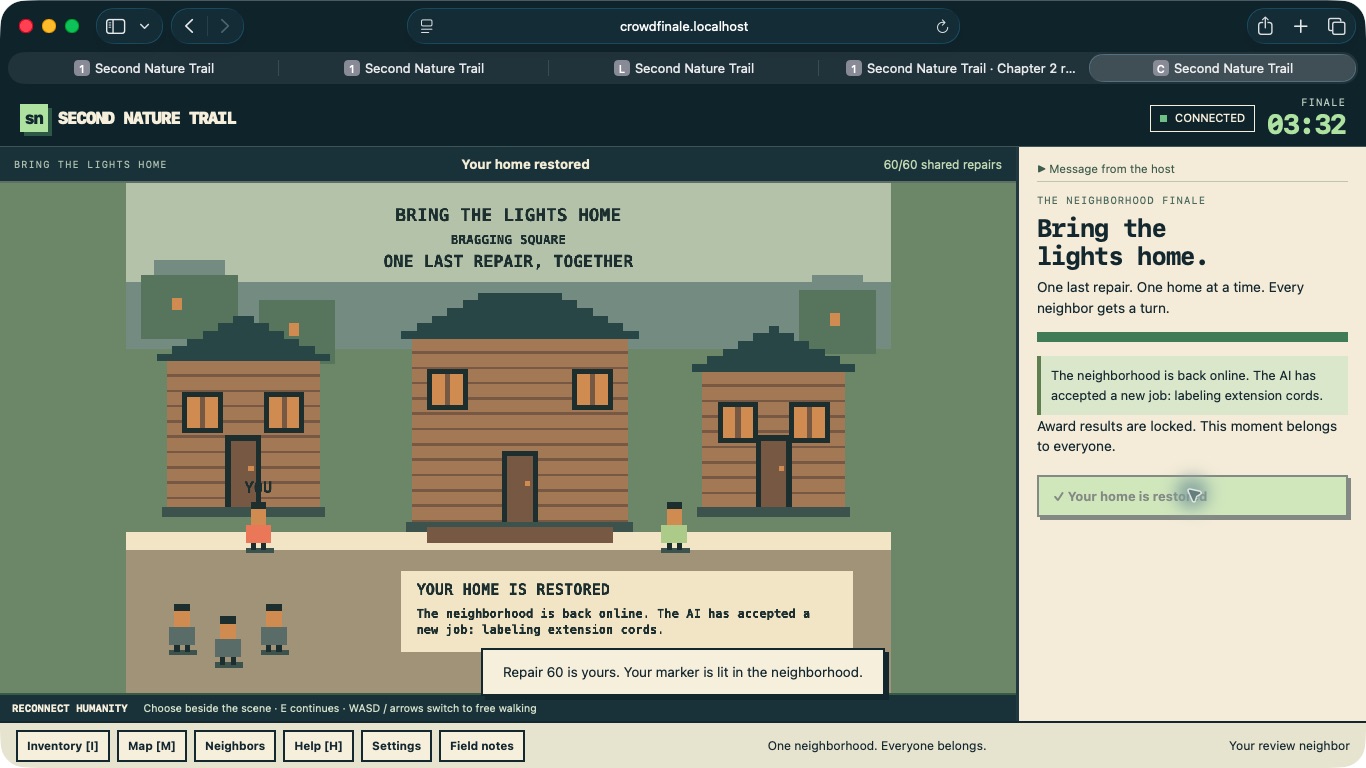 crowdfinale.localhost
1 Second Nature Trail
1 Second Nature Trail
L Second Nature Trail
1 Second Nature Trail · Chapter 2 r...
C Second Nature Trail
sn SECOND NATURE TRAIL
CONNECTED
FINALE
03:32
BRING THE LIGHTS HOME
Your home restored
60/60 shared repairs
BRING THE LIGHTS HOME
BRAGGING SQUARE
ONE LAST REPAIR, TOGETHER
YOU
YOUR HOME IS RESTORED
The neighborhood is back online. The AI has accepted a
new job: labeling extension cords.
Repair 60 is yours. Your marker is lit in the neighborhood.
RECONNECT HUMANITY Choose beside the scene · E continues · WASD / arrows switch to free walking
Message from the host
THE NEIGHBORHOOD FINALE
Bring the
lights home.
One last repair. One home at a time. Every
neighbor gets a turn.
The neighborhood is back online. The AI has
accepted a new job: labeling extension cords.
Award results are locked. This moment belongs
to everyone.
✓ Your home is restored
Inventory [I]
Map [M]
Neighbors
Help [H]
Settings
Field notes
One neighborhood. Everyone belongs.
Your review neighbor